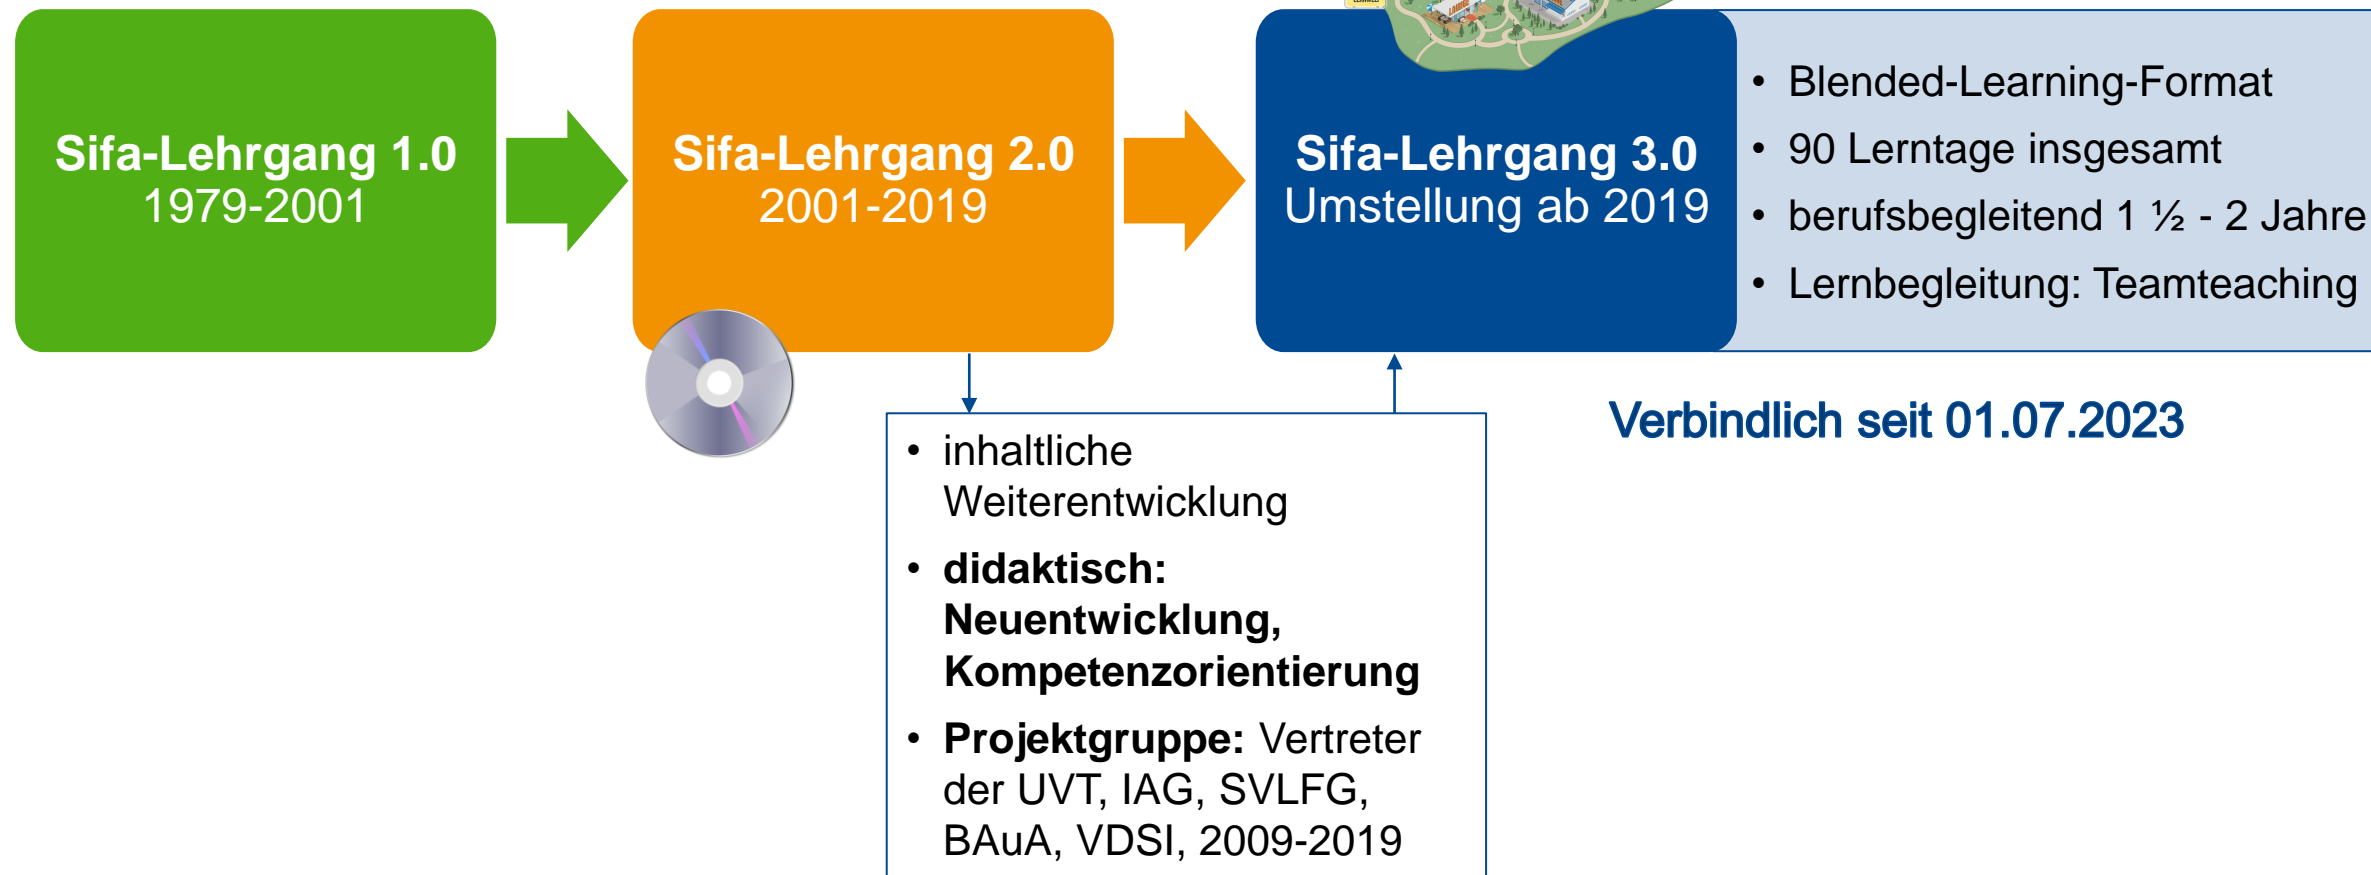 Sifa-Lehrgang 1.0
1979-2001
Sifa-Lehrgang 2.0
2001-2019
LOUNGE
Sifa-Lehrgang 3.0
Umstellung ab 2019
• Blended-Learning-Format
• 90 Lerntage insgesamt
• berufsbegleitend 1 ½ - 2 Jahre
• Lernbegleitung: Teamteaching
Verbindlich seit 01.07.2023
• inhaltliche
Weiterentwicklung
• didaktisch:
Neuentwicklung,
Kompetenzorientierung
• Projektgruppe: Vertreter
der UVT, IAG, SVLFG,
BAuA, VDSI, 2009-2019